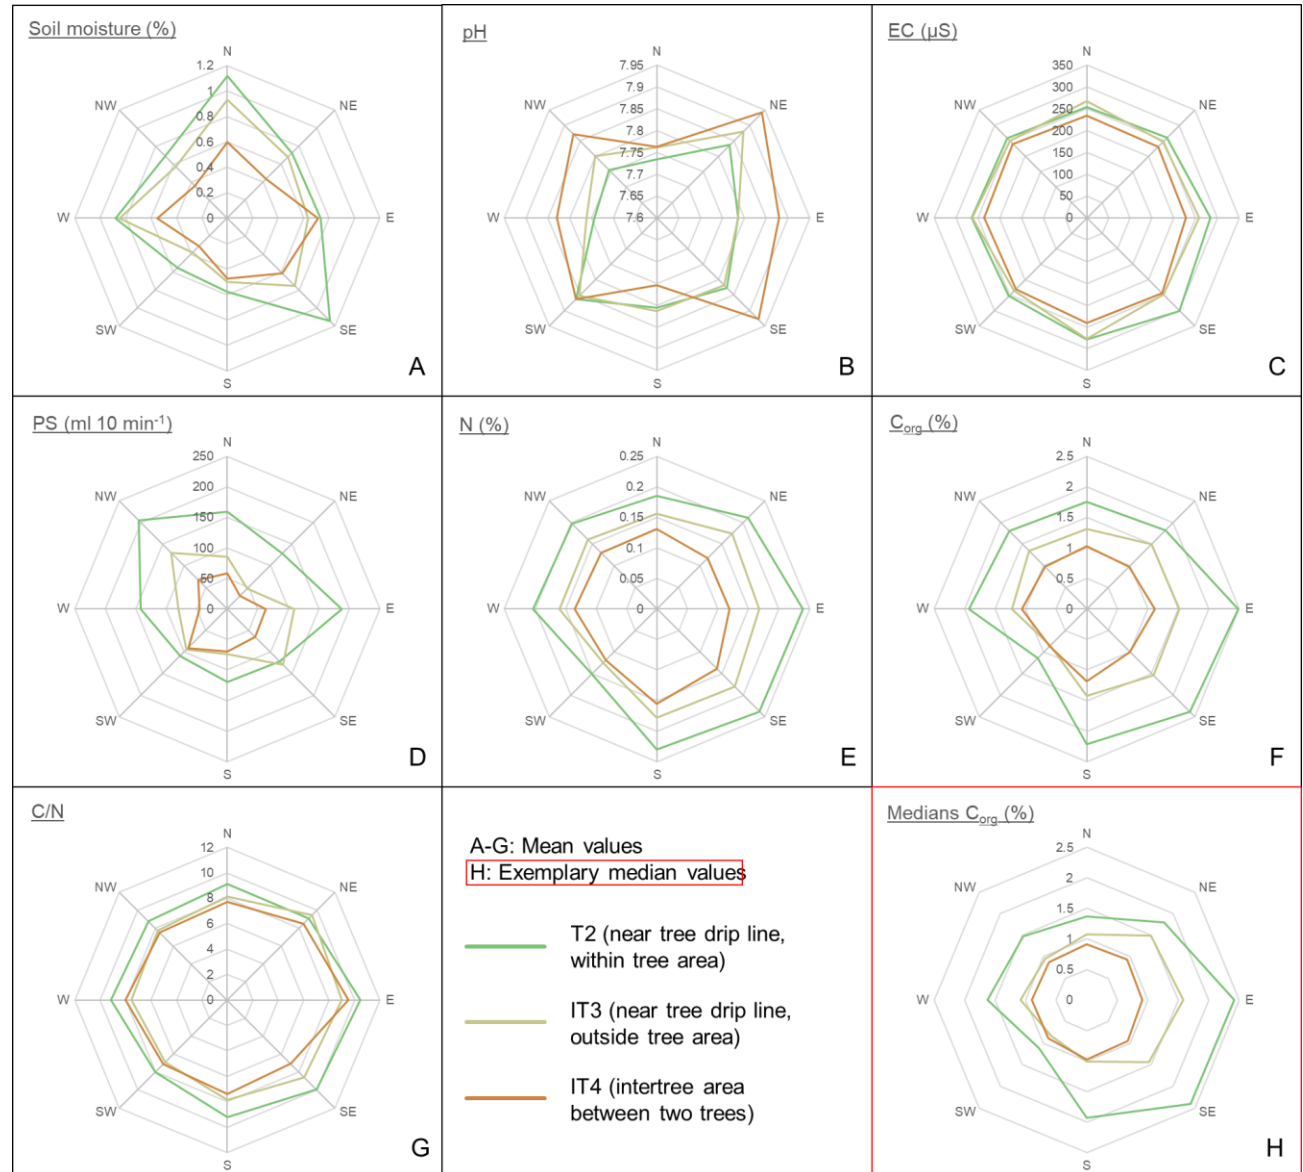 Soil moisture (%)
N
1.2
1
0.8
0.6
0.4
0.2
0
NE
E
SE
S
SW
W
NW
A
pH
N
7.95
7.9
7.85
7.8
7.75
7.7
7.65
7.6
NE
E
SE
S
SW
W
NW
B
EC (µS)
N
350
300
250
200
150
100
50
0
NE
E
SE
S
SW
W
NW
C
PS (ml 10 min-1)
N
250
200
150
100
50
0
NE
E
SE
S
SW
W
NW
D
N (%)
N
0.25
0.2
0.15
0.1
0.05
0
NE
E
SE
S
SW
W
NW
E
Corg (%)
N
2.5
2
1.5
1
0.5
0
NE
E
SE
S
SW
W
NW
F
C/N
N
12
10
8
6
4
2
0
NE
E
SE
S
SW
W
NW
G
A-G: Mean values
H: Exemplary median values
T2 (near tree drip line,
within tree area)
IT3 (near tree drip line,
outside tree area)
IT4 (intertree area
between two trees)
Medians Corg (%)
N
2.5
2
1.5
1
0.5
0
NE
E
SE
S
SW
W
NW
H